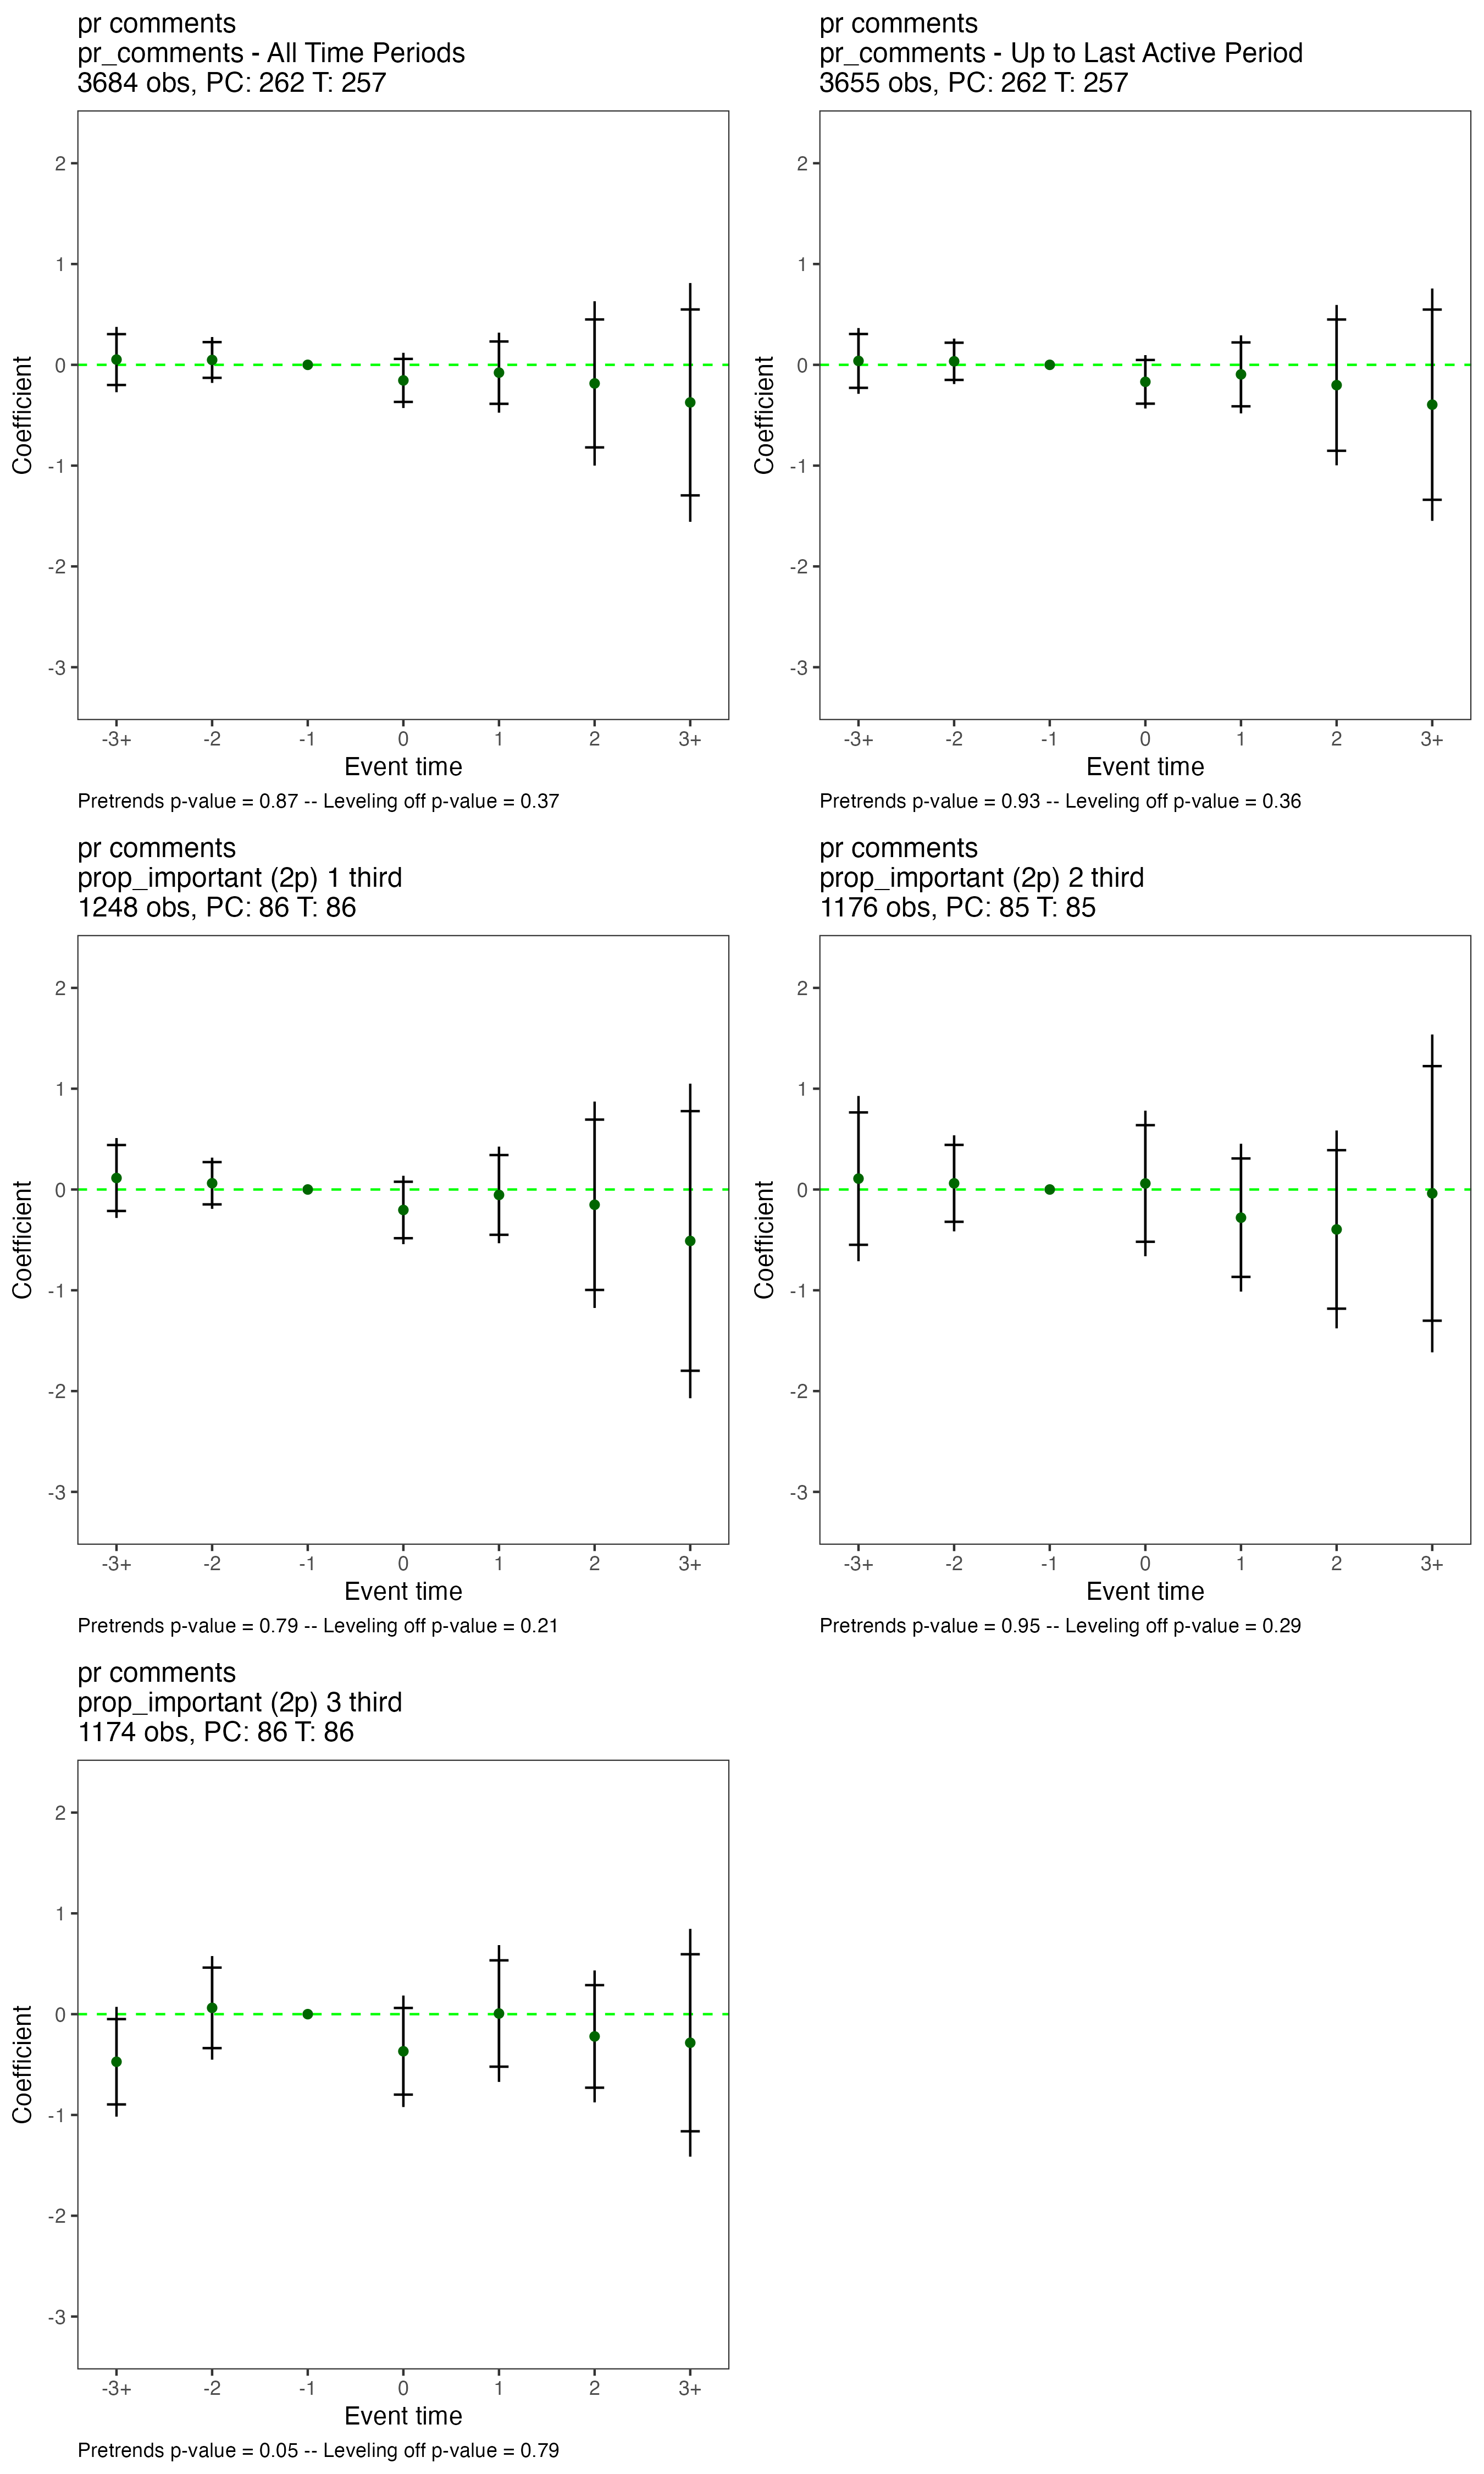 pr comments
pr_comments - All Time Periods
3684 obs, PC: 262 T: 257
2
1
0
-1
-2
-3
Coefficient
-3+ -2 -1 0 1 2 3+
Event time
Pretrends p-value = 0.87 -- Leveling off p-value = 0.37
pr comments
pr_comments - Up to Last Active Period
3655 obs, PC: 262 T: 257
2
1
0
-1
-2
-3
Coefficient
-3+ -2 -1 0 1 2 3+
Event time
Pretrends p-value = 0.93 -- Leveling off p-value = 0.36
pr comments
prop_important (2p) 1 third
1248 obs, PC: 86 T: 86
2
1
0
-1
-2
-3
Coefficient
-3+ -2 -1 0 1 2 3+
Event time
Pretrends p-value = 0.79 -- Leveling off p-value = 0.21
pr comments
prop_important (2p) 2 third
1176 obs, PC: 85 T: 85
2
1
0
-1
-2
-3
Coefficient
-3+ -2 -1 0 1 2 3+
Event time
Pretrends p-value = 0.95 -- Leveling off p-value = 0.29
pr comments
prop_important (2p) 3 third
1174 obs, PC: 86 T: 86
2
1
0
-1
-2
-3
Coefficient
-3+ -2 -1 0 1 2 3+
Event time
Pretrends p-value = 0.05 -- Leveling off p-value = 0.79